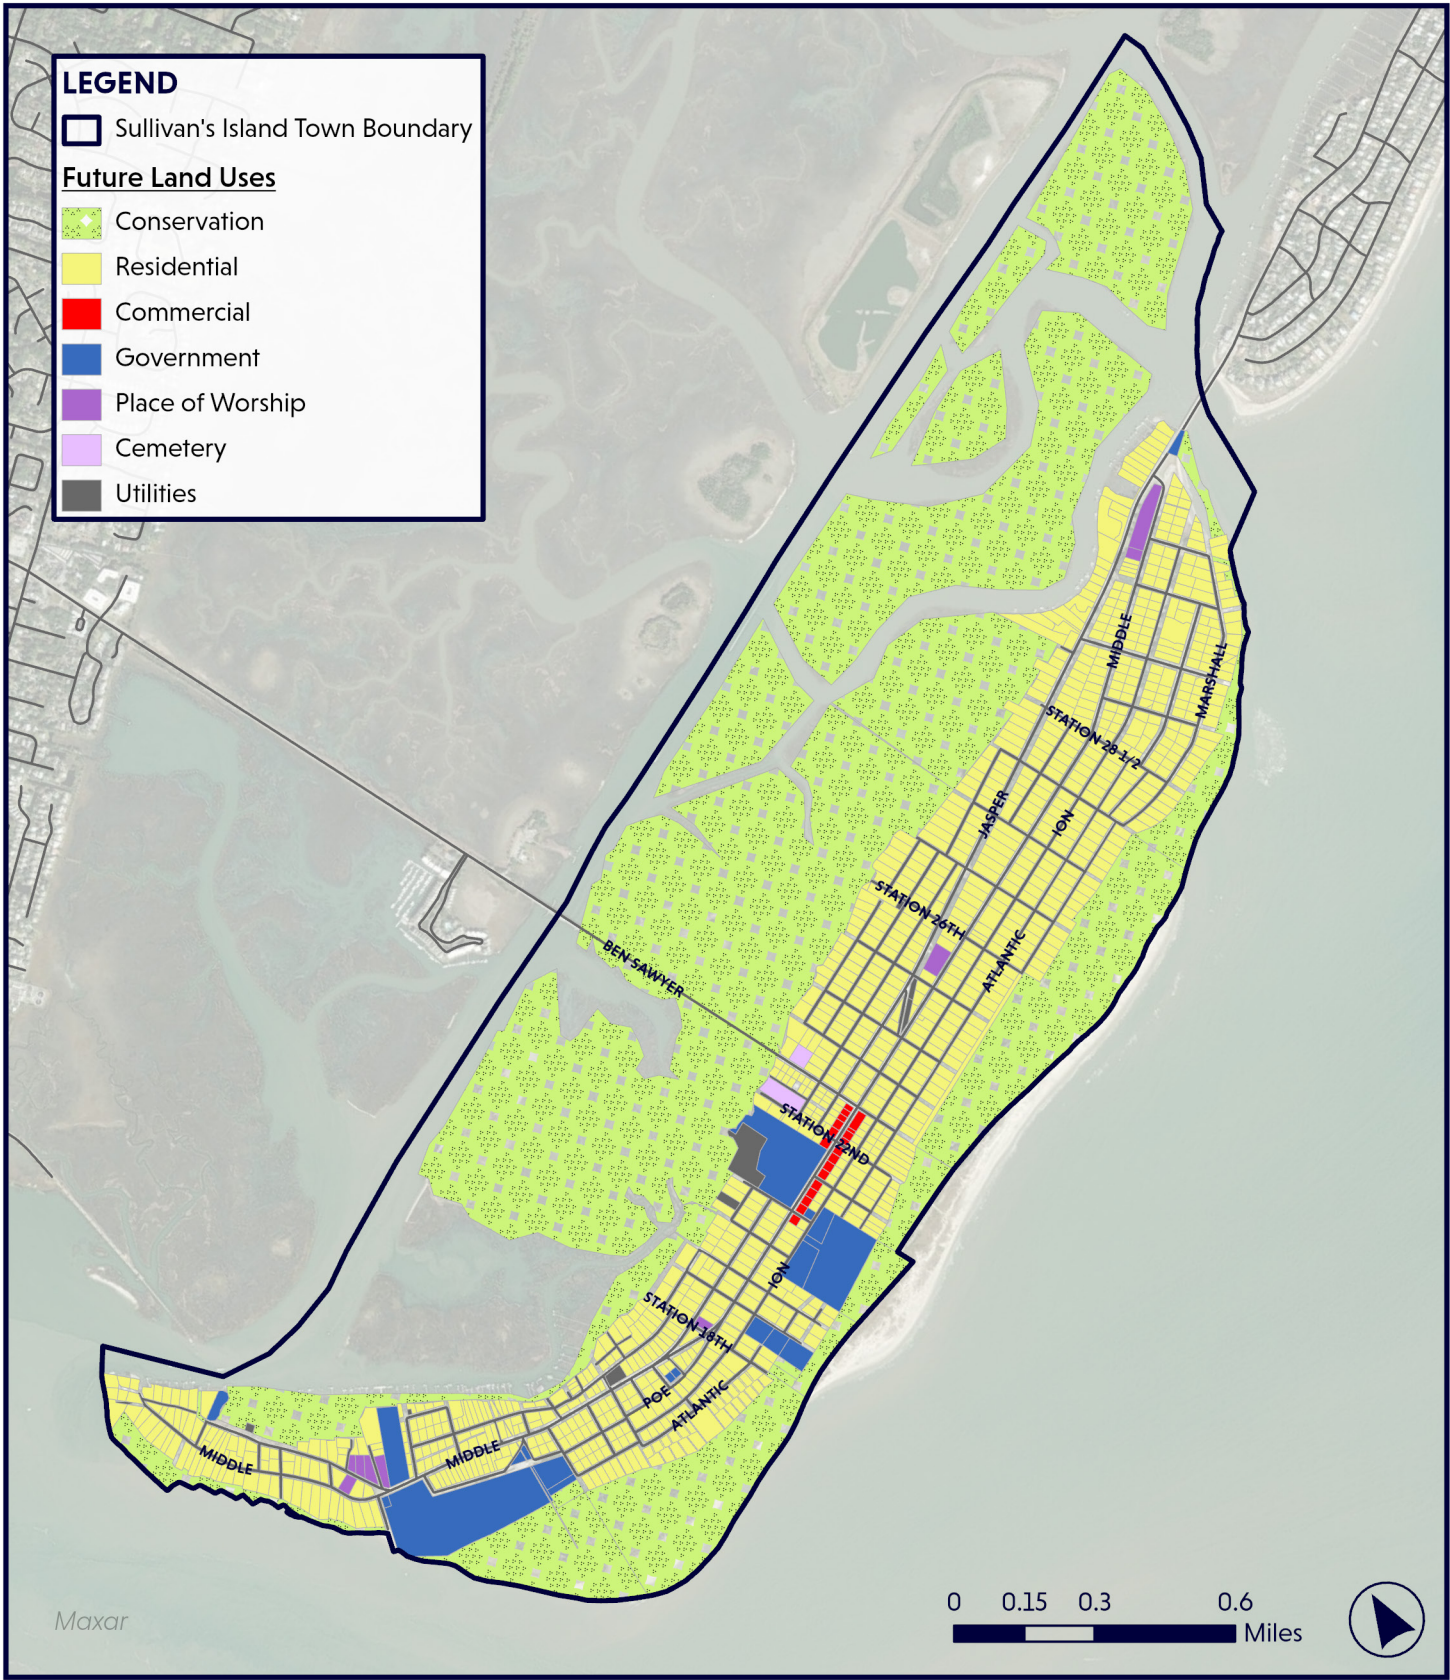 LEGEND
Sullivan's Island Town Boundary
Future Land Uses
Conservation
Residential
Commercial
Government
Place of Worship
Cemetery
Utilities
MIDDLE
MARSHALL
STATION 28 1/2
JASPER
ION
STATION 26TH
ATLANTIC
BEN SAWYER
STATION 22ND
ION
STATION 18TH
POE
ATLANTIC
MIDDLE
MIDDLE
0 0.15 0.3 0.6
Miles
Maxar